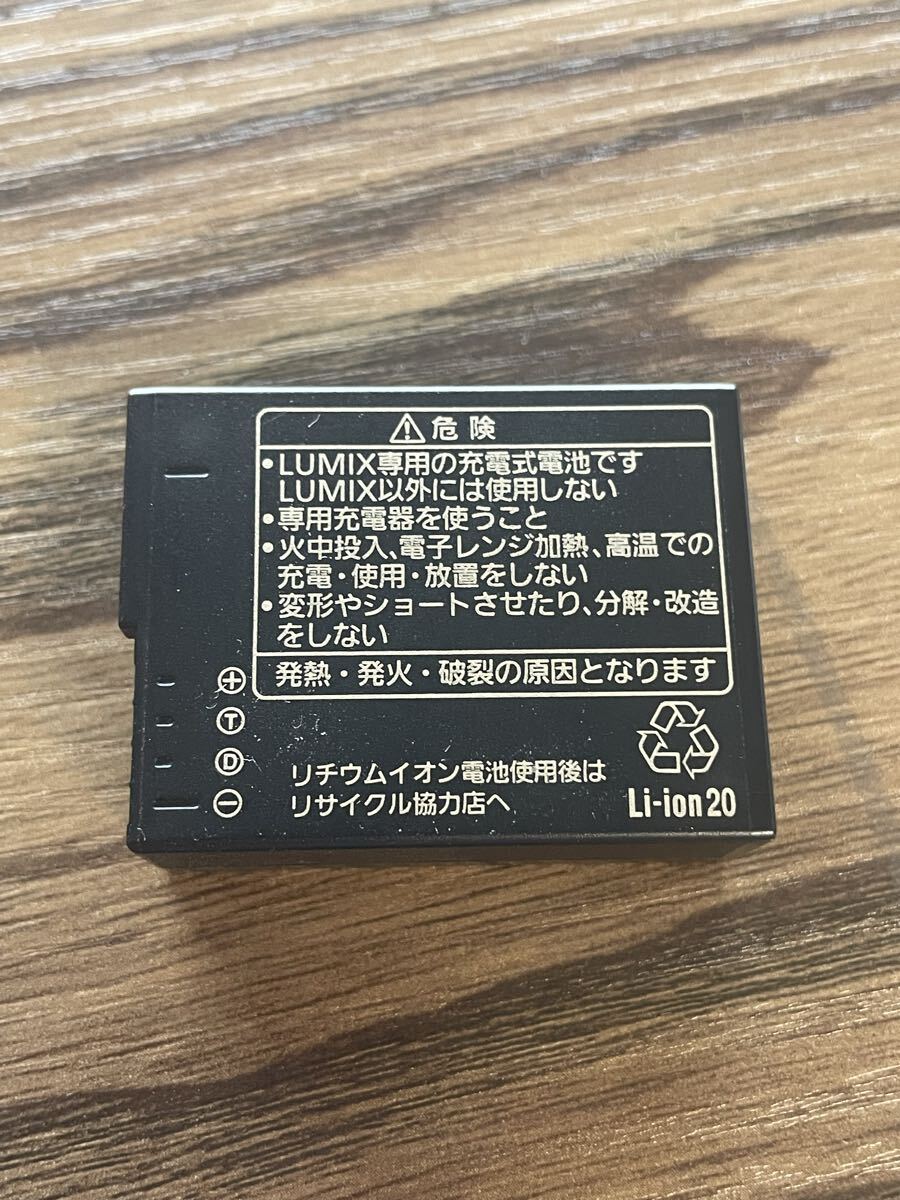 ⚠危険
・LUMIX専用の充電式電池です
LUMIX以外には使用しない
・専用充電器を使うこと
・火中投入、電子レンジ加熱、高温での
充電・使用・放置をしない
・変形やショートさせたり、分解・改造
をしない
発熱・発火・破裂の原因となります
⊕
T
D
⊖
リチウムイオン電池使用後は
リサイクル協力店へ
Li-ion20